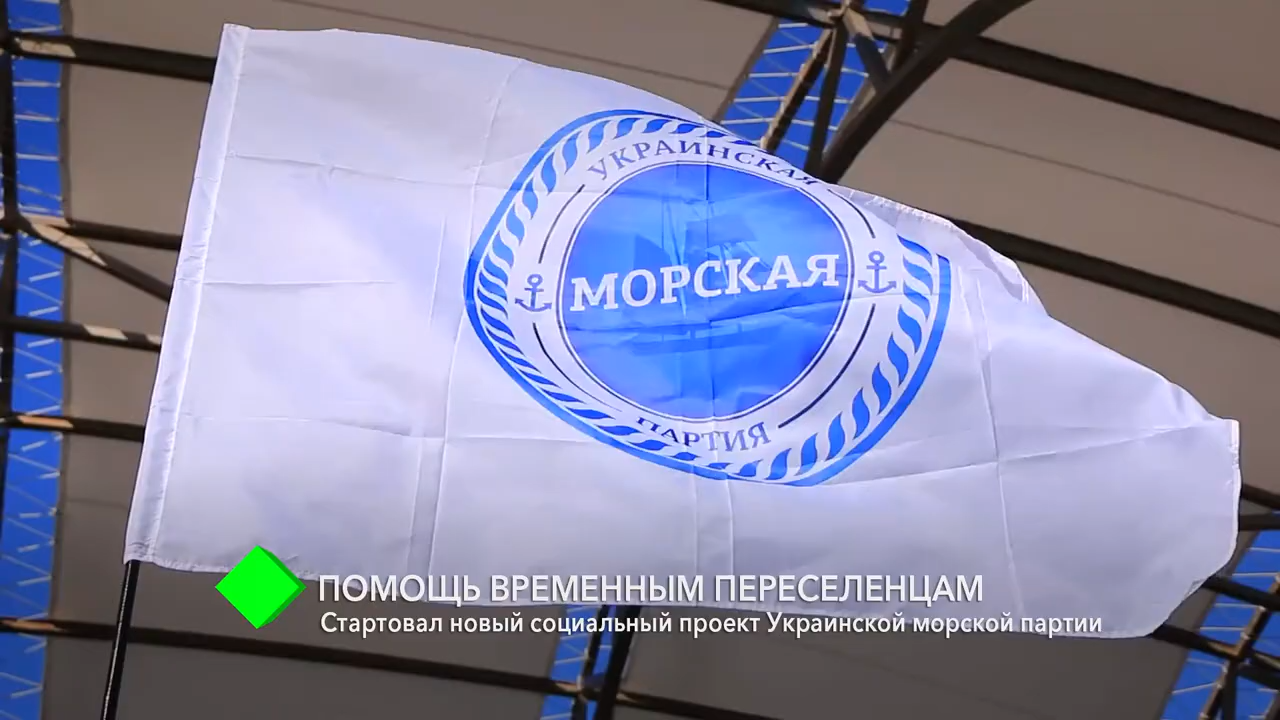 УКРАИНСКАЯ
МОРСКАЯ
ПАРТИЯ
ПОМОЩЬ ВРЕМЕННЫМ ПЕРЕСЕЛЕНЦАМ
Стартовал новый социальный проект Украинской морской партии